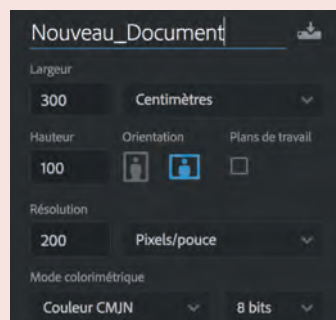 Nouveau_Document
Largeur
300 Centimètres
Hauteur Orientation Plans de travail
100
Résolution
200 Pixels/pouce
Mode colorimétrique
Couleur CMJN 8 bits